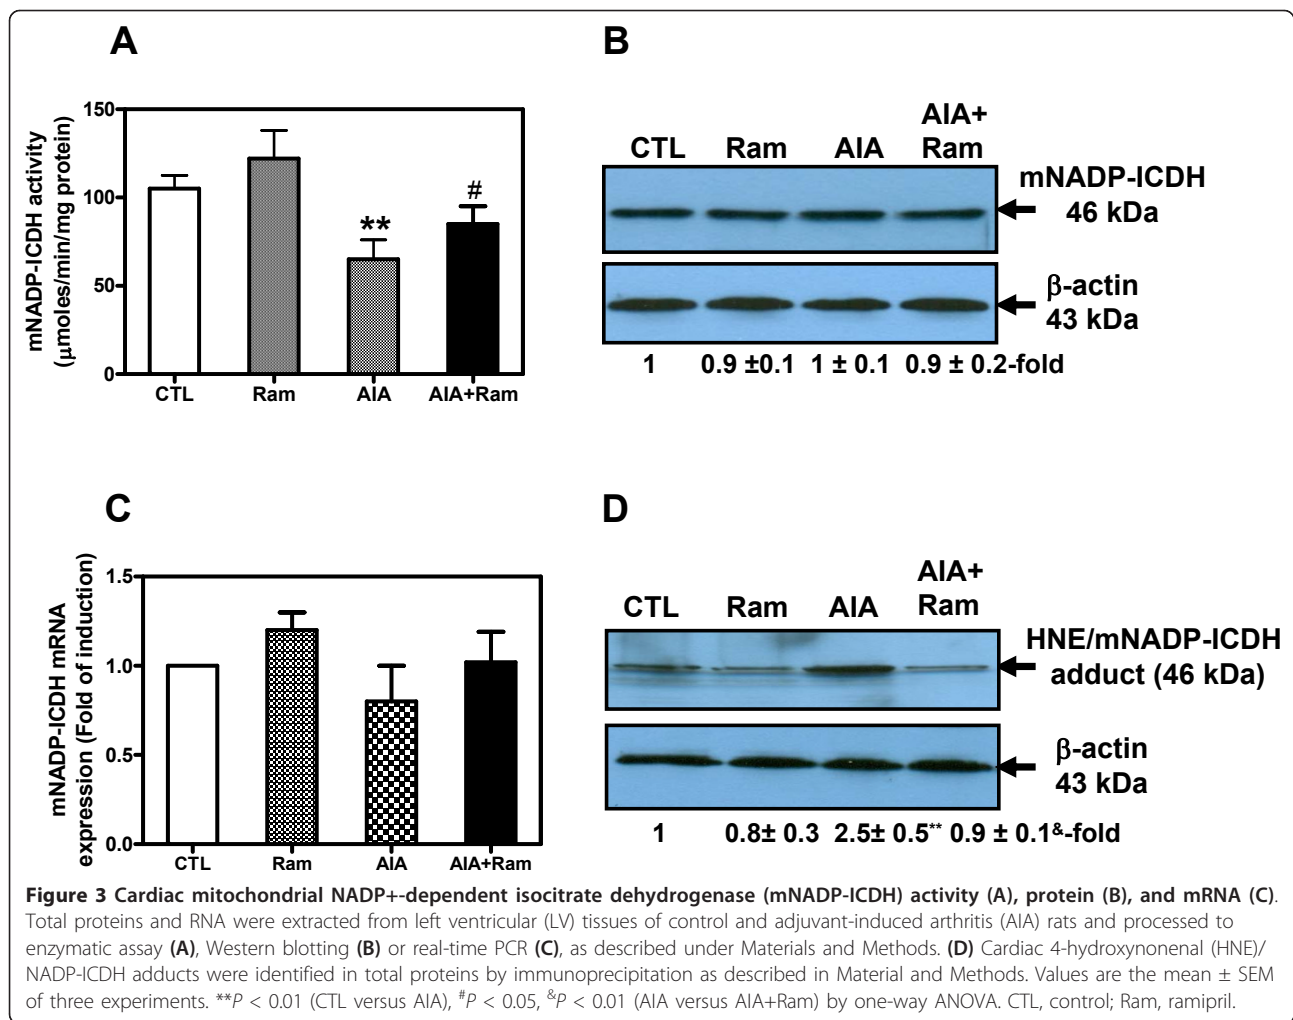 A
mNADP-ICDH activity
(μmoles/min/mg protein)
150
100
50
0
**
#
CTL Ram AIA AIA+Ram
B
CTL Ram AIA AIA+
Ram
mNADP-ICDH
46 kDa
β-actin
43 kDa
1 0.9 ±0.1 1 ± 0.1 0.9 ± 0.2-fold
C
mNADP-ICDH mRNA
expression (Fold of induction)
1.5
1.0
0.5
0.0
CTL Ram AIA AIA+Ram
D
CTL Ram AIA AIA+
Ram
HNE/mNADP-ICDH
adduct (46 kDa)
β-actin
43 kDa
1 0.8± 0.3 2.5± 0.5** 0.9 ± 0.1&-fold
Figure 3 Cardiac mitochondrial NADP+-dependent isocitrate dehydrogenase (mNADP-ICDH) activity (A), protein (B), and mRNA (C).
Total proteins and RNA were extracted from left ventricular (LV) tissues of control and adjuvant-induced arthritis (AIA) rats and processed to
enzymatic assay (A), Western blotting (B) or real-time PCR (C), as described under Materials and Methods. (D) Cardiac 4-hydroxynonenal (HNE)/
NADP-ICDH adducts were identified in total proteins by immunoprecipitation as described in Material and Methods. Values are the mean ± SEM
of three experiments. **P < 0.01 (CTL versus AIA), #P < 0.05, &P < 0.01 (AIA versus AIA+Ram) by one-way ANOVA. CTL, control; Ram, ramipril.